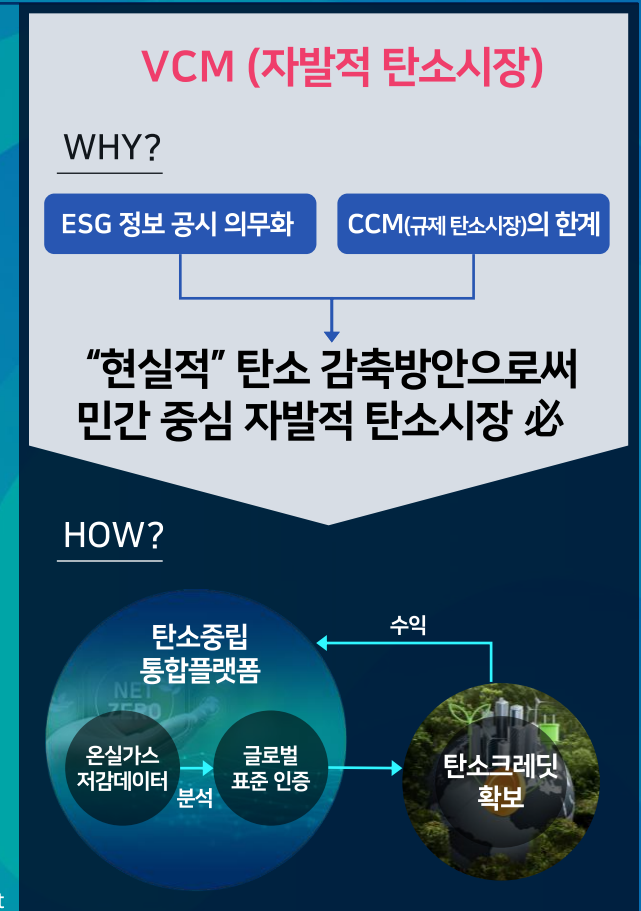 VCM (자발적 탄소시장)
WHY?
ESG 정보 공시 의무화
CCM(규제 탄소시장)의 한계
“현실적” 탄소 감축방안으로써
민간 중심 자발적 탄소시장 必
HOW?
탄소중립
통합플랫폼
NET
ZERO
온실가스
저감데이터
분석
글로벌
표준 인증
수익
탄소크레딧
확보
t